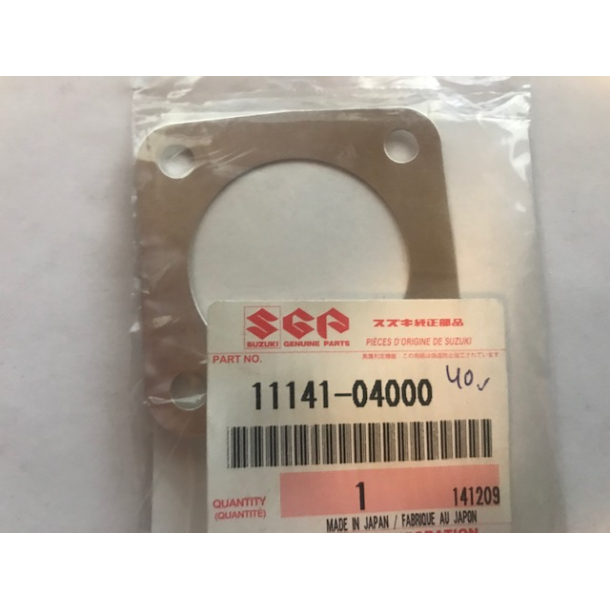 SGP スズキ純正部品
SUZUKI GENUINE PARTS PIÈCES D'ORIGINE DE SUZUKI
PART NO.
11141-04000 40
QUANTITY 1 141209
(QUANTITÉ)
MADE IN JAPAN / FABRIQUE AU JAPON